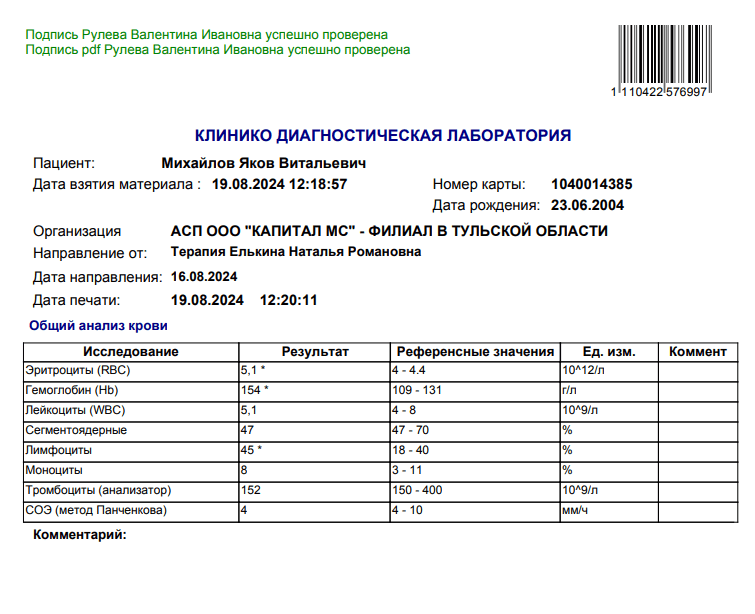 Подпись Рулева Валентина Ивановна успешно проверена
Подпись pdf Рулева Валентина Ивановна успешно проверена
1 110422 576997
КЛИНИКО ДИАГНОСТИЧЕСКАЯ ЛАБОРАТОРИЯ
Пациент: Михайлов Яков Витальевич
Дата взятия материала : 19.08.2024 12:18:57 Номер карты: 1040014385
Дата рождения: 23.06.2004
Организация АСП ООО "КАПИТАЛ МС" - ФИЛИАЛ В ТУЛЬСКОЙ ОБЛАСТИ
Направление от: Терапия Елькина Наталья Романовна
Дата направления: 16.08.2024
Дата печати: 19.08.2024 12:20:11
Общий анализ крови
Исследование Результат Референсные значения Ед. изм. Коммент
Эритроциты (RBC) 5,1 * 4 - 4.4 10^12/л
Гемоглобин (Hb) 154 * 109 - 131 г/л
Лейкоциты (WBC) 5,1 4 - 8 10^9/л
Сегментоядерные 47 47 - 70 %
Лимфоциты 45 * 18 - 40 %
Моноциты 8 3 - 11 %
Тромбоциты (анализатор) 152 150 - 400 10^9/л
СОЭ (метод Панченкова) 4 4 - 10 мм/ч
Комментарий: